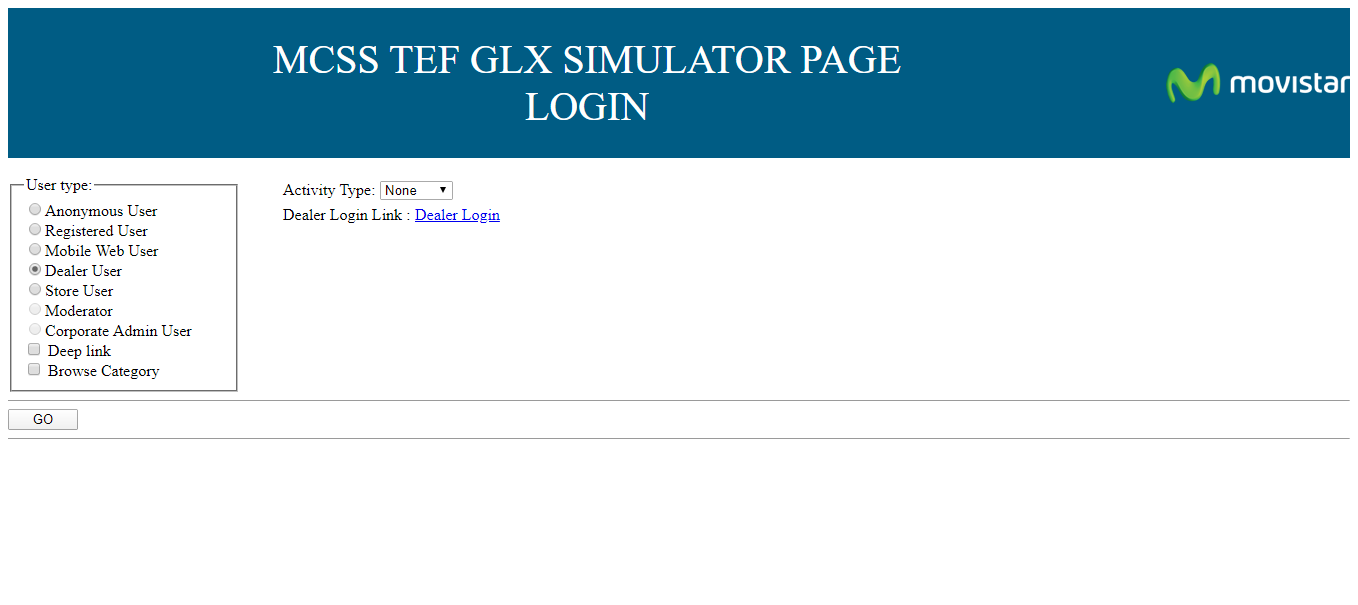 MCSS TEF GLX SIMULATOR PAGE
LOGIN
movistar
User type:
Anonymous User
Registered User
Mobile Web User
Dealer User
Store User
Moderator
Corporate Admin User
Deep link
Browse Category
Activity Type: None
Dealer Login Link : Dealer Login
GO